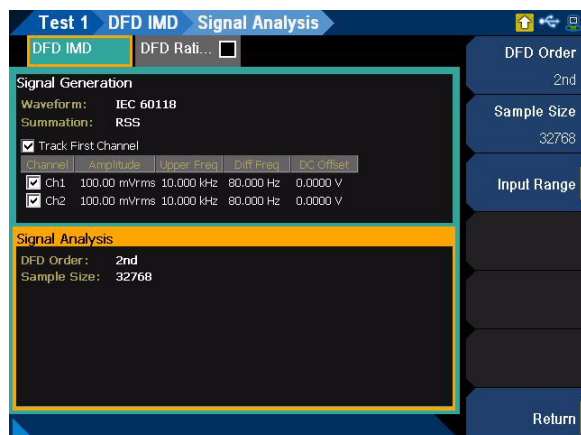 Test 1 DFD IMD Signal Analysis
DFD IMD DFD Rati...
Signal Generation
Waveform: IEC 60118
Summation: RSS
Track First Channel
Channel Amplitude Upper Freq Diff Freq DC Offset
Ch1 100.00 mVrms 10.000 kHz 80.000 Hz 0.0000 V
Ch2 100.00 mVrms 10.000 kHz 80.000 Hz 0.0000 V
Signal Analysis
DFD Order: 2nd
Sample Size: 32768
DFD Order
2nd
Sample Size
32768
Input Range
Return